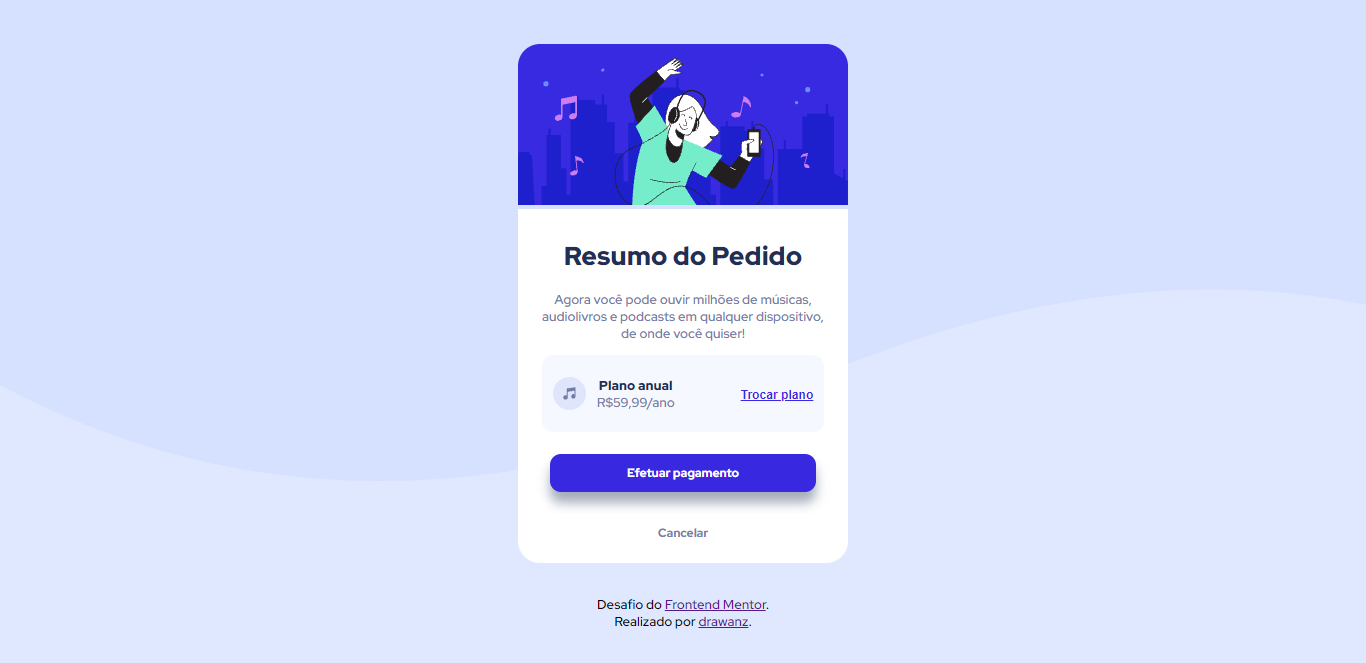 Resumo do Pedido
Agora você pode ouvir milhões de músicas,
audiolivros e podcasts em qualquer dispositivo,
de onde você quiser!
Plano anual
R$59,99/ano
Trocar plano
Efetuar pagamento
Cancelar
Desafio do Frontend Mentor.
Realizado por drawanz.